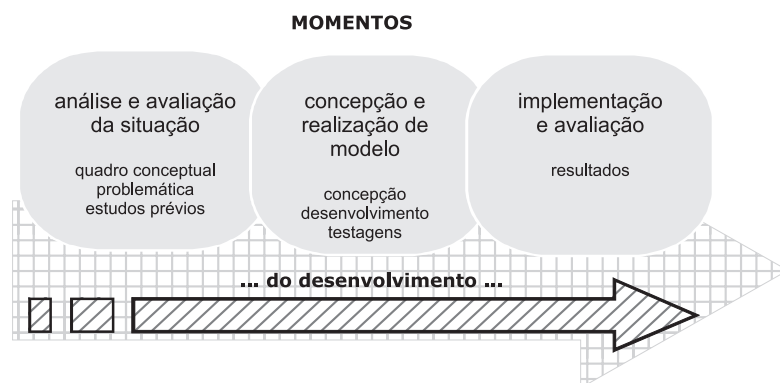 MOMENTOS
análise e avaliação
da situação
quadro conceptual
problemática
estudos prévios
concepção e
realização de
modelo
concepção
desenvolvimento
testagens
implementação
e avaliação
resultados
... do desenvolvimento ...